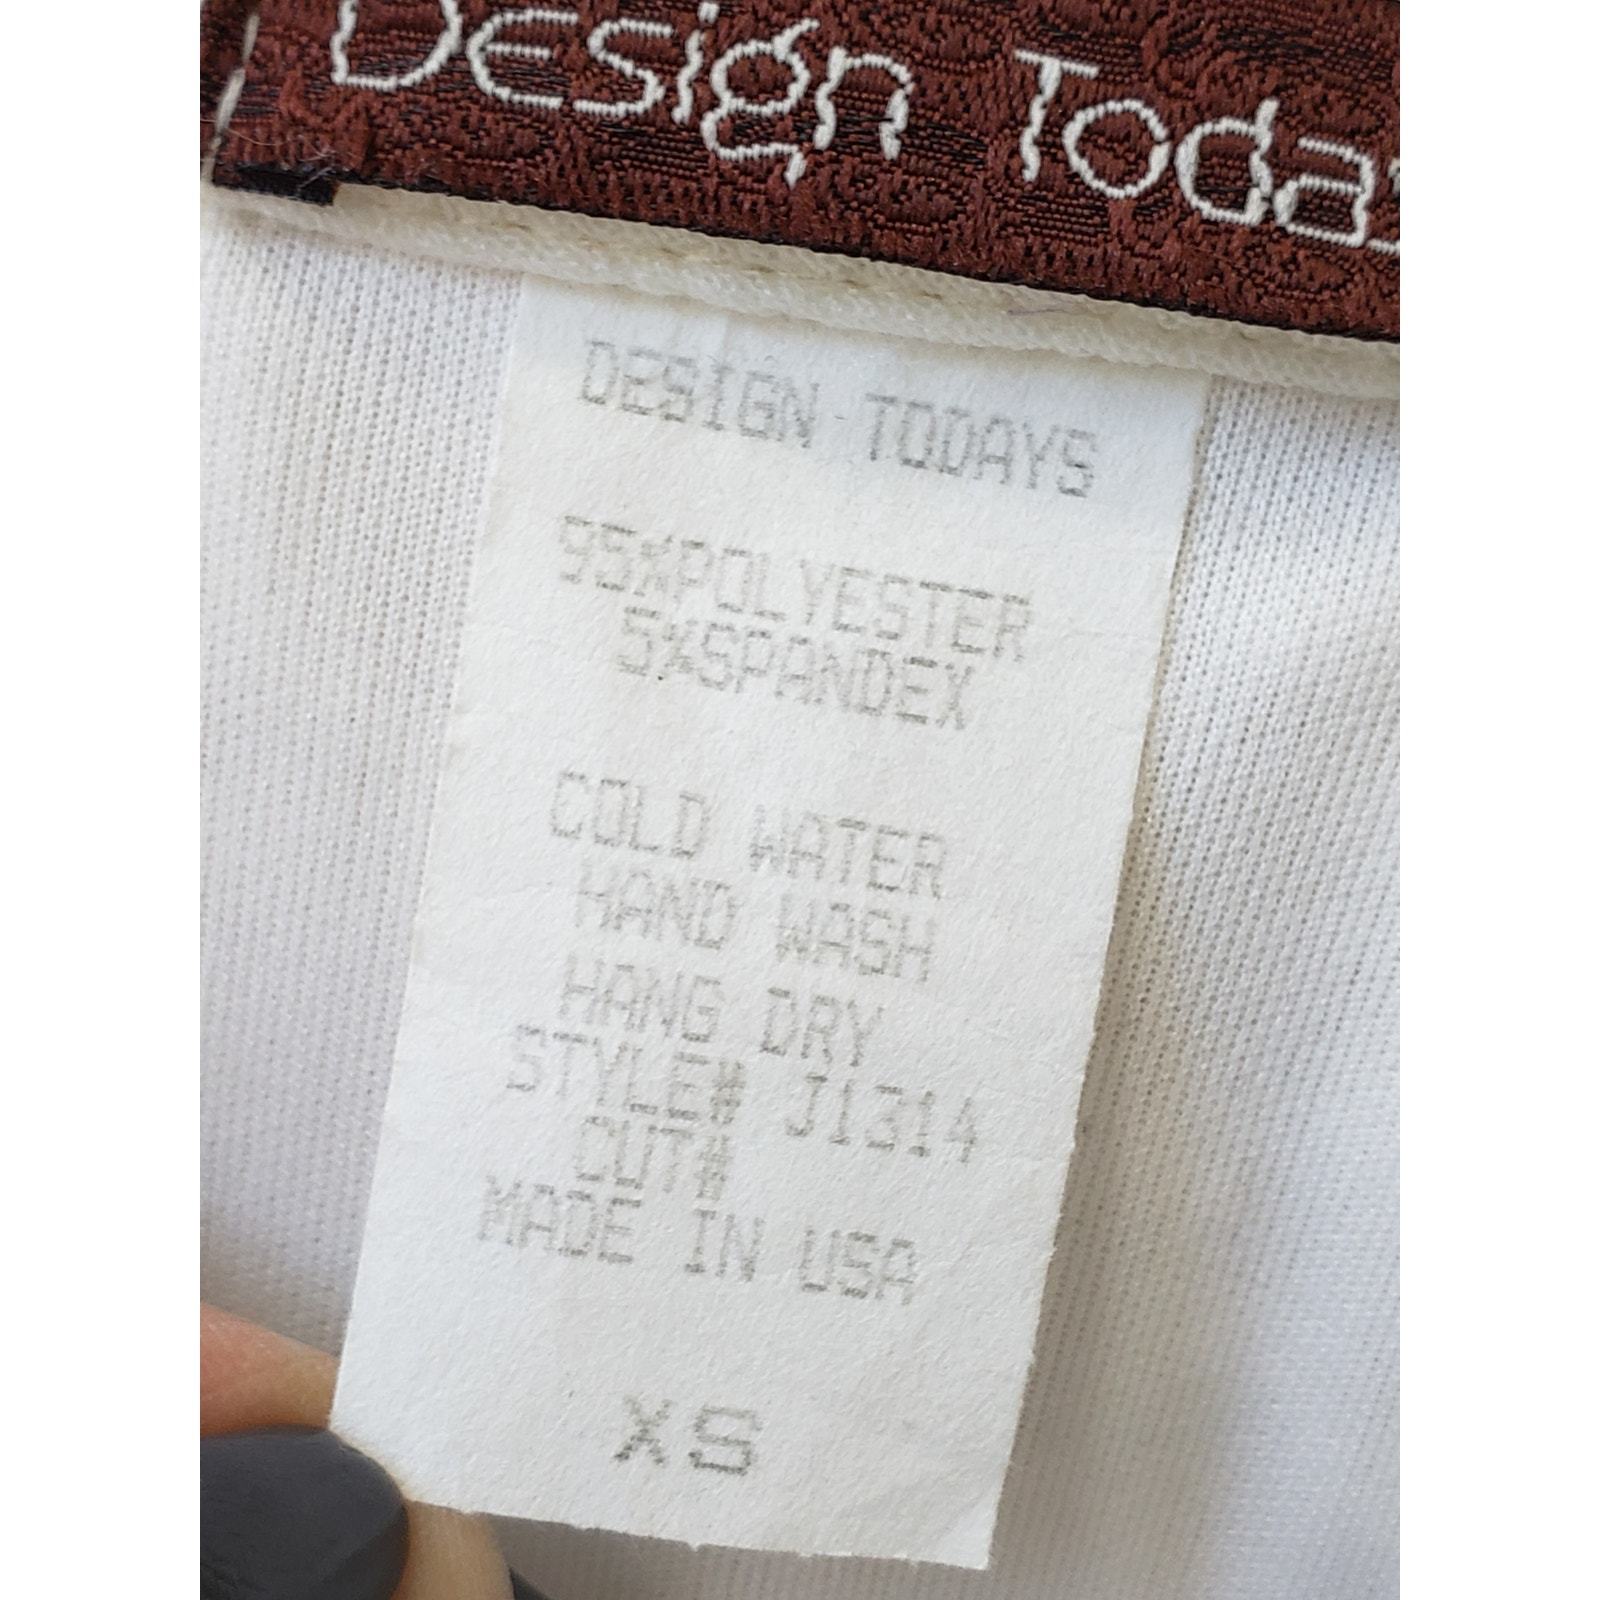 Design Today
DESIGN TODAYS
95%POLYESTER
5%SPANDEX
COLD WATER
HAND WASH
HANG DRY
STYLE# J1314
CUT#
MADE IN USA
XS